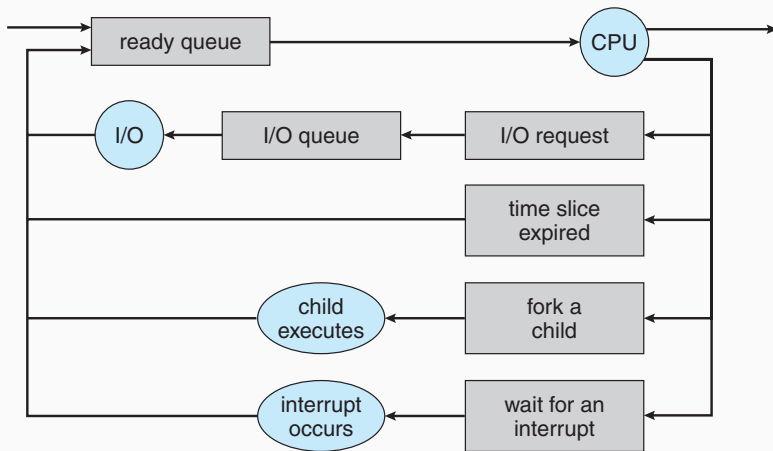 ready queue
CPU
I/O
I/O queue
I/O request
time slice
expired
child
executes
fork a
child
interrupt
occurs
wait for an
interrupt